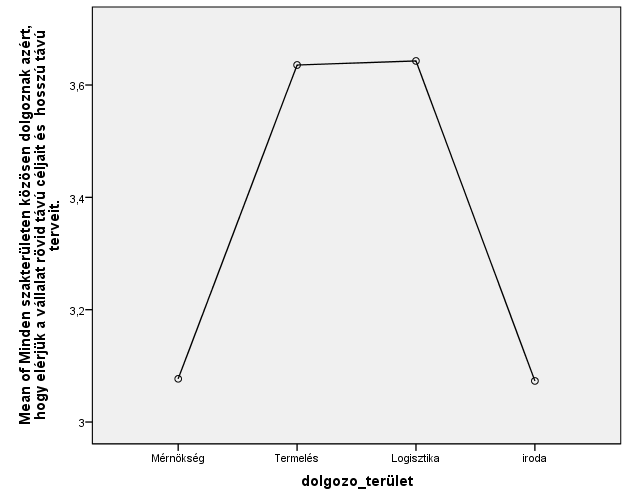 Mean of Minden szakterületen közösen dolgoznak azért,
hogy elérjük a vállalat rövid távú céljait és hosszú távú
terveit.
3,6
3,4
3,2
3
Mérnökség
Termelés
Logisztika
iroda
dolgozo_terület